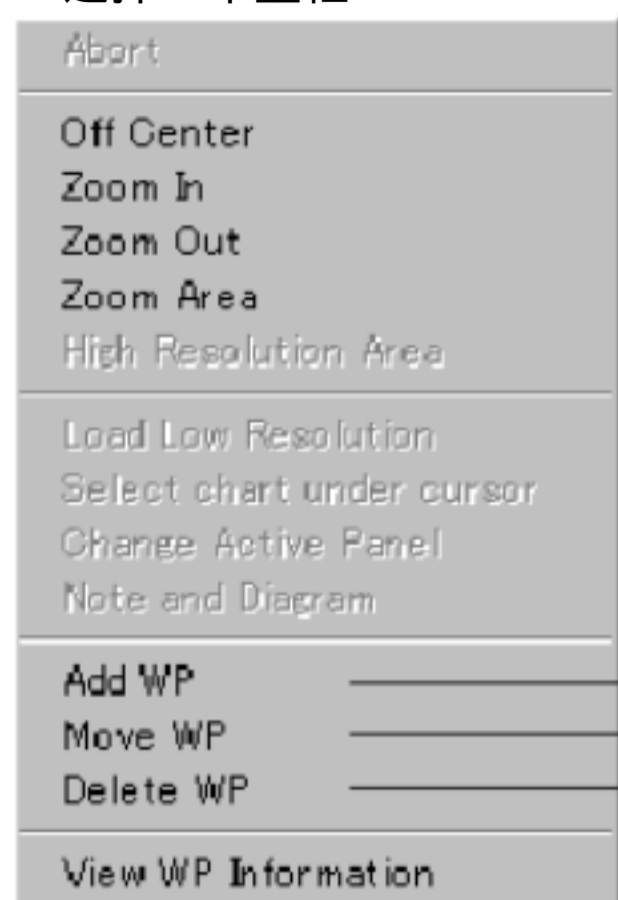 Abort
Off Center
Zoom In
Zoom Out
Zoom Area
High Resolution Area
Load Low Resolution
Select chart under cursor
Change Active Panel
Note and Diagram
Add WP
Move WP
Delete WP
View WP Information